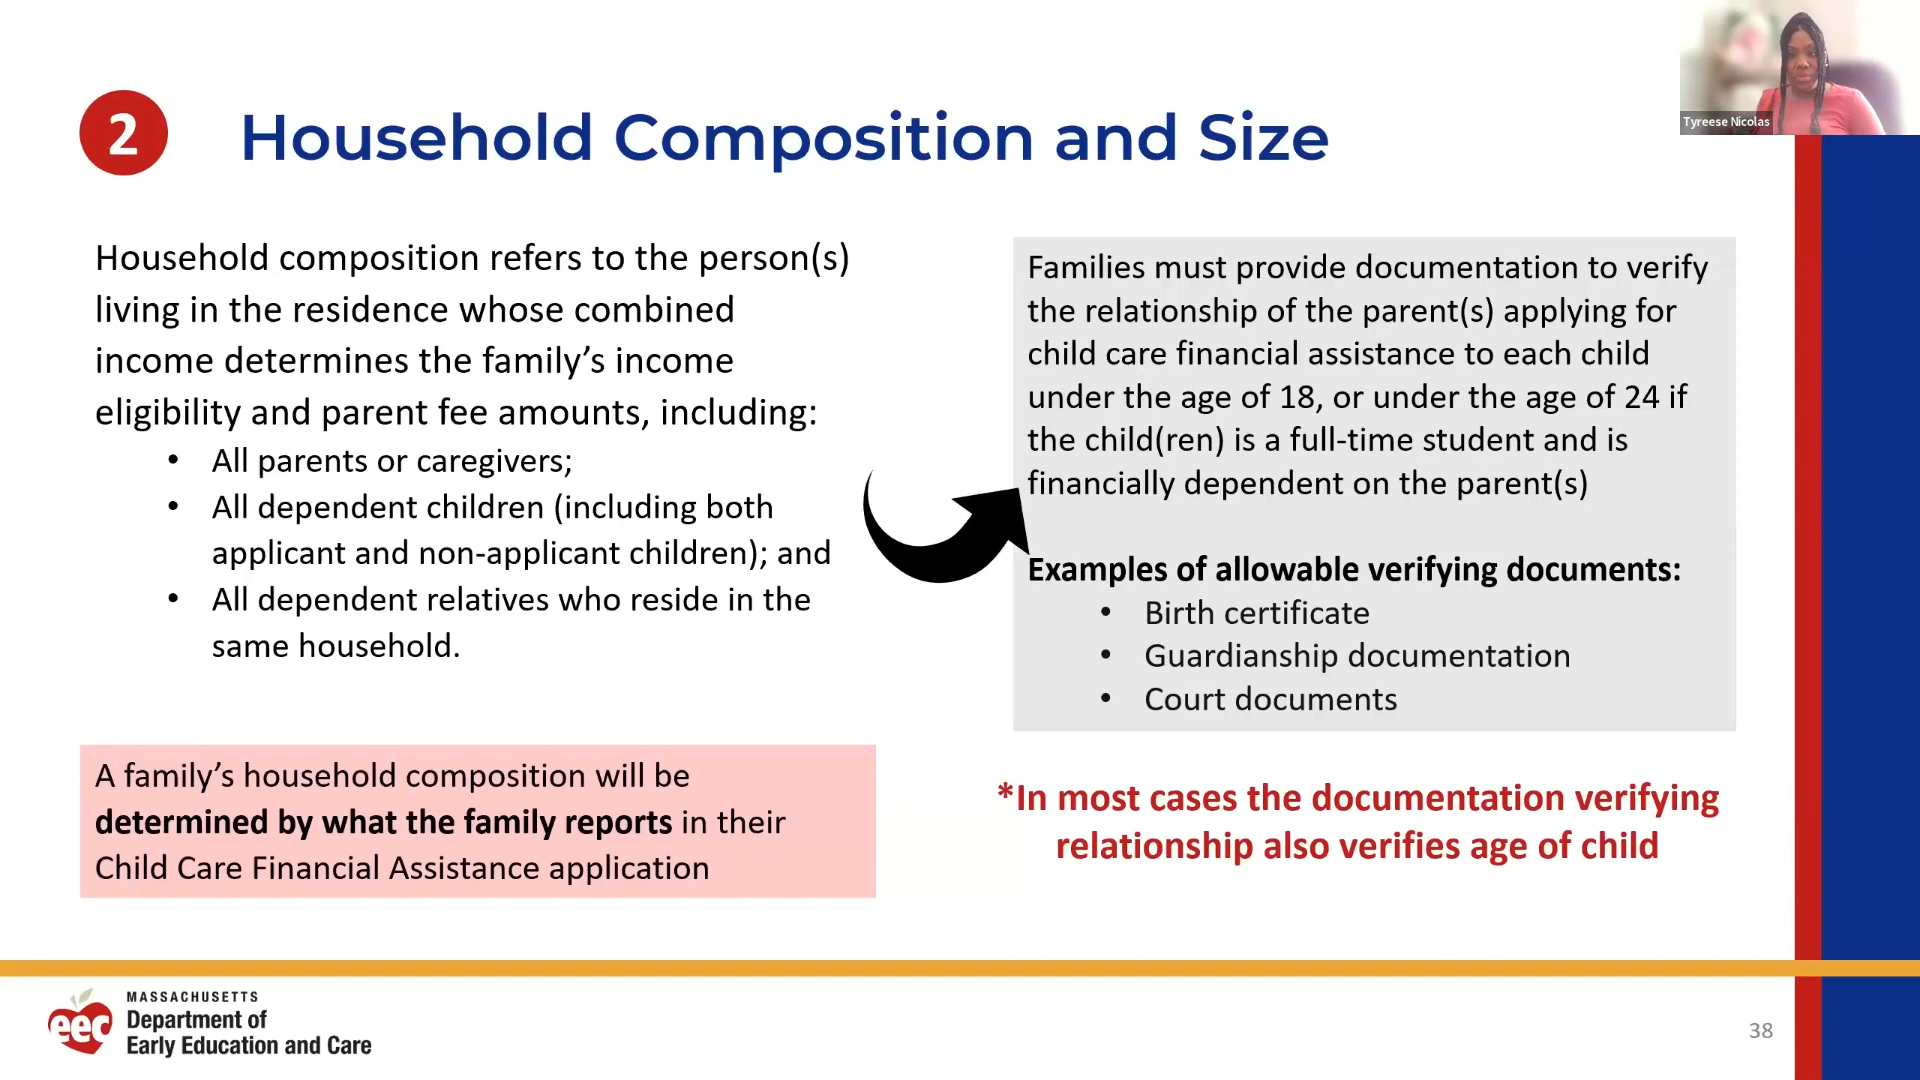 Tyreese Nicolas
2
Household Composition and Size
Household composition refers to the person(s)
living in the residence whose combined
income determines the family’s income
eligibility and parent fee amounts, including:
• All parents or caregivers;
• All dependent children (including both
applicant and non-applicant children); and
• All dependent relatives who reside in the
same household.
A family’s household composition will be
determined by what the family reports in their
Child Care Financial Assistance application
Families must provide documentation to verify
the relationship of the parent(s) applying for
child care financial assistance to each child
under the age of 18, or under the age of 24 if
the child(ren) is a full-time student and is
financially dependent on the parent(s)
Examples of allowable verifying documents:
• Birth certificate
• Guardianship documentation
• Court documents
*In most cases the documentation verifying
relationship also verifies age of child
eec
MASSACHUSETTS
Department of
Early Education and Care
38